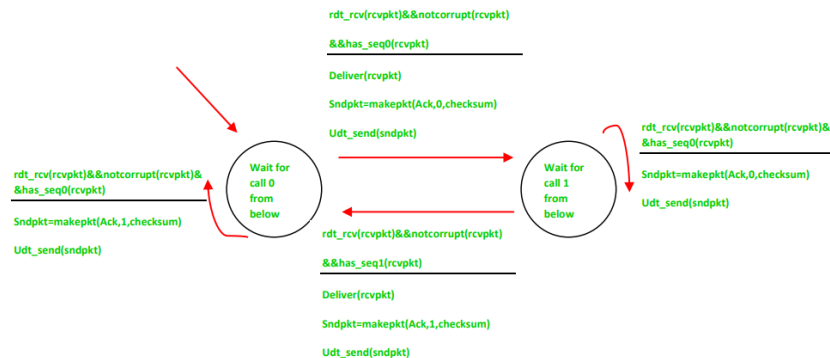 rdt_rcv(rcvpkt)&&notcorrupt(rcvpkt)
&&has_seq0(rcvpkt)
Deliver(rcvpkt)
Sndpkt=makepkt(Ack,0,checksum)
Udt_send(sndpkt)
rdt_rcv(rcvpkt)&&notcorrupt(rcvpkt)&
&has_seq0(rcvpkt)
Sndpkt=makepkt(Ack,1,checksum)
Udt_send(sndpkt)
Wait for
call 0
from
below
Wait for
call 1
from
below
rdt_rcv(rcvpkt)&&notcorrupt(rcvpkt)&
&has_seq0(rcvpkt)
Sndpkt=makepkt(Ack,0,checksum)
Udt_send(sndpkt)
rdt_rcv(rcvpkt)&&notcorrupt(rcvpkt)
&&has_seq1(rcvpkt)
Deliver(rcvpkt)
Sndpkt=makepkt(Ack,1,checksum)
Udt_send(sndpkt)